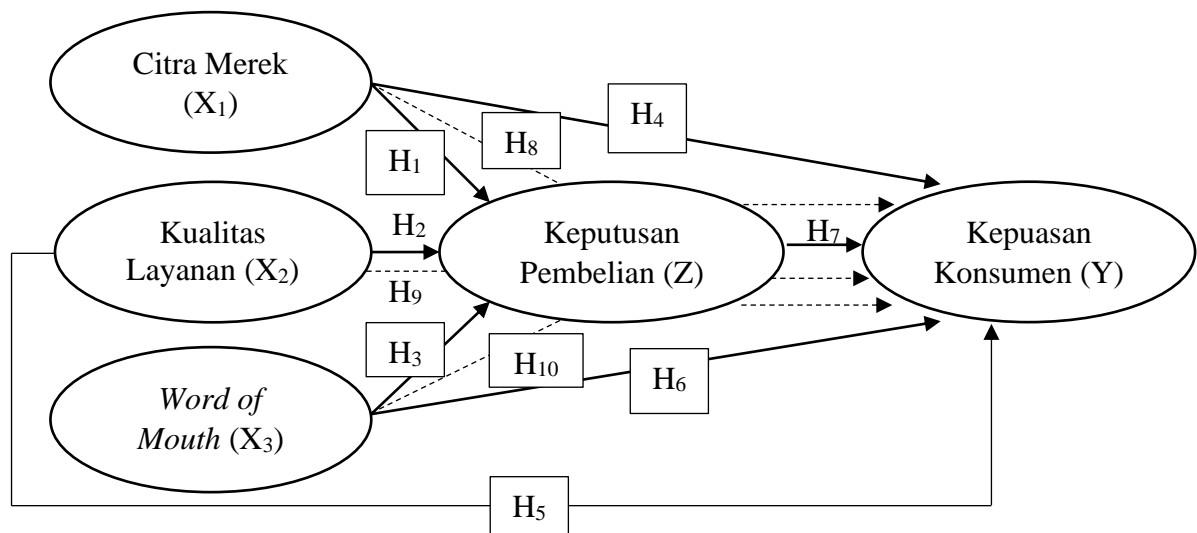 Citra Merek
(X₁)
H₄
H₈
H₁
Kualitas
Layanan (X₂)
H₂
H₉
Keputusan
Pembelian (Z)
H₇
Kepuasan
Konsumen (Y)
H₃
H₁₀
H₆
Word of
Mouth (X₃)
H₅